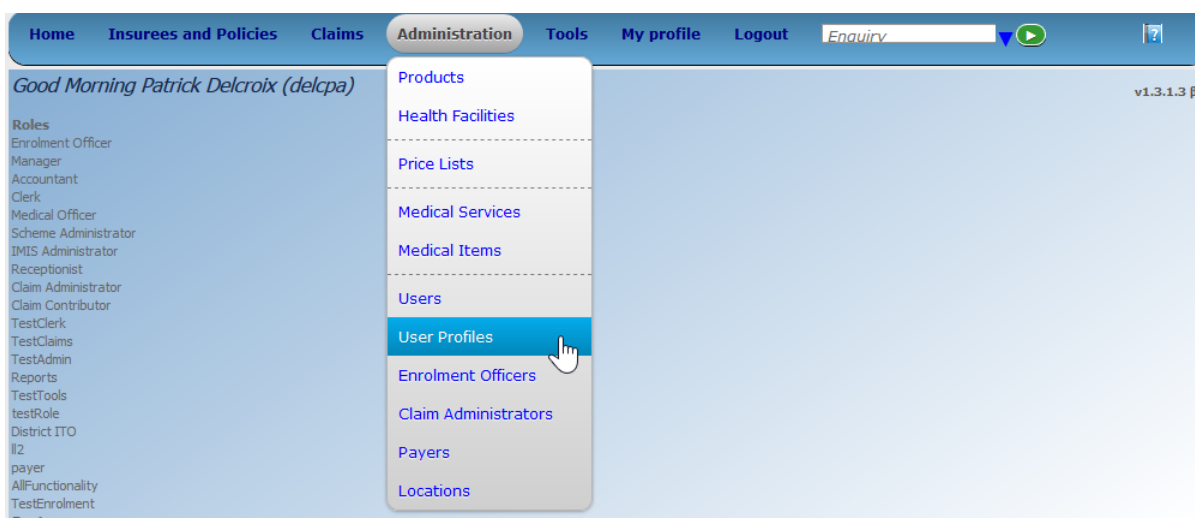 Home Insurees and Policies Claims Administration Tools My profile Logout Enquiry
Good Morning Patrick Delcroix (delcpa)
v1.3.1.3 β
Roles
Enrolment Officer
Manager
Accountant
Clerk
Medical Officer
Scheme Administrator
IMIS Administrator
Receptionist
Claim Administrator
Claim Contributor
TestClerk
TestClaims
TestAdmin
Reports
TestTools
testRole
District ITO
ll2
payer
AllFunctionality
TestEnrolment
Products
Health Facilities
Price Lists
Medical Services
Medical Items
Users
User Profiles
Enrolment Officers
Claim Administrators
Payers
Locations